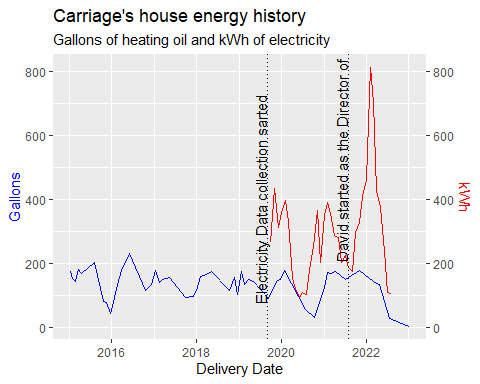 Carriage's house energy history
Gallons of heating oil and kWh of electricity
800
600
400
200
0
Gallons
Electricity Data collection sarted
David started as the Director of
800
600
400
200
0
kWh
2016
2018
2020
2022
Delivery Date